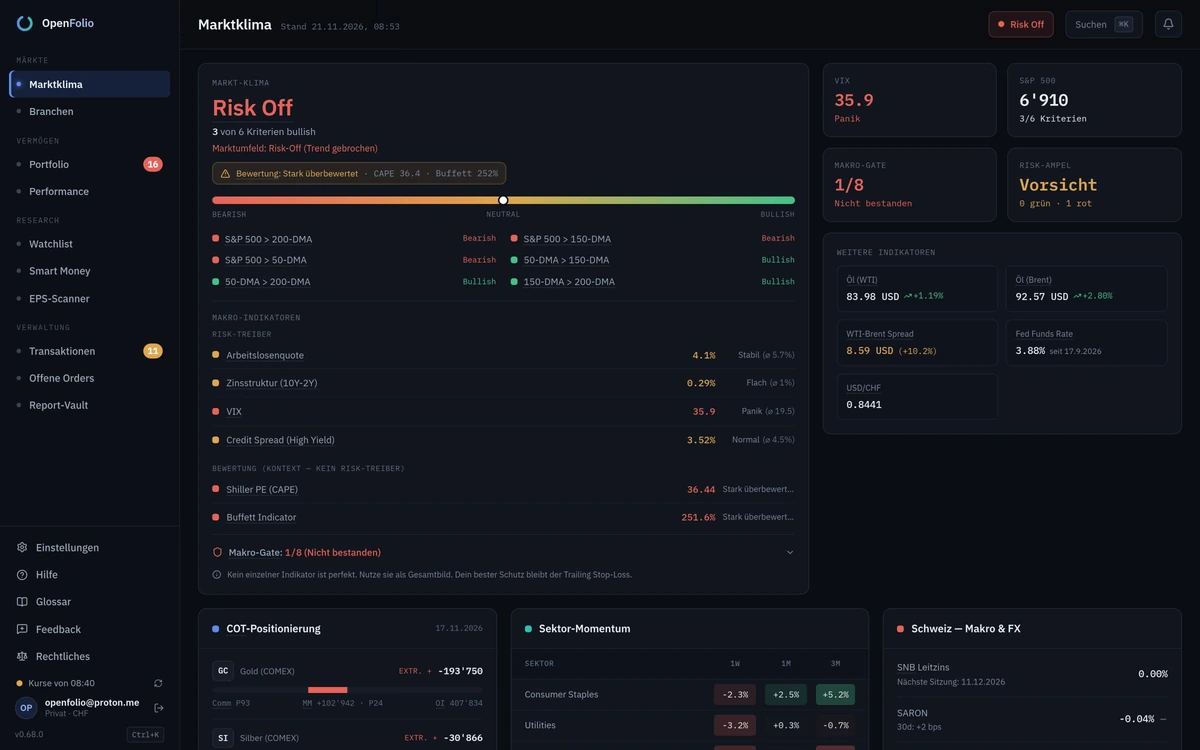 OpenFolio
MÄRKTE
Marktklima
Branchen
VERMÖGEN
Portfolio 16
Performance
RESEARCH
Watchlist
Smart Money
EPS-Scanner
VERWALTUNG
Transaktionen 11
Offene Orders
Report-Vault
Einstellungen
Hilfe
Glossar
Feedback
Rechtliches
Kurse von 08:40
OP openfolio@proton.me
Privat · CHF
v0.68.0 Ctrl+K
Marktklima Stand 21.11.2026, 08:53
Risk Off
Suchen ⌘K
MARKT-KLIMA
Risk Off
3 von 6 Kriterien bullish
Marktumfeld: Risk-Off (Trend gebrochen)
Bewertung: Stark überbewertet · CAPE 36.4 · Buffett 252%
BEARISH NEUTRAL BULLISH
S&P 500 > 200-DMA Bearish S&P 500 > 150-DMA Bearish
S&P 500 > 50-DMA Bearish 50-DMA > 150-DMA Bullish
50-DMA > 200-DMA Bullish 150-DMA > 200-DMA Bullish
MAKRO-INDIKATOREN
RISK-TREIBER
Arbeitslosenquote 4.1% Stabil (⌀ 5.7%)
Zinsstruktur (10Y-2Y) 0.29% Flach (⌀ 1%)
VIX 35.9 Panik (⌀ 19.5)
Credit Spread (High Yield) 3.52% Normal (⌀ 4.5%)
BEWERTUNG (KONTEXT — KEIN RISK-TREIBER)
Shiller PE (CAPE) 36.44 Stark überbewert…
Buffett Indicator 251.6% Stark überbewert…
Makro-Gate: 1/8 (Nicht bestanden)
Kein einzelner Indikator ist perfekt. Nutze sie als Gesamtbild. Dein bester Schutz bleibt der Trailing Stop-Loss.
VIX
35.9
Panik
S&P 500
6'910
3/6 Kriterien
MAKRO-GATE
1/8
Nicht bestanden
RISK-AMPEL
Vorsicht
0 grün · 1 rot
WEITERE INDIKATOREN
Öl (WTI)
83.98 USD +1.19%
Öl (Brent)
92.57 USD +2.80%
WTI-Brent Spread
8.59 USD (+10.2%)
Fed Funds Rate
3.88% seit 17.9.2026
USD/CHF
0.8441
COT-Positionierung 17.11.2026
GC Gold (COMEX) EXTR. + -193'750
Comm P93 MM +102'942 · P24 OI 407'834
SI Silber (COMEX) EXTR. + -30'866
Sektor-Momentum
SEKTOR 1W 1M 3M
Consumer Staples -2.3% +2.5% +5.2%
Utilities -3.2% +0.3% -0.7%
Schweiz — Makro & FX
SNB Leitzins
Nächste Sitzung: 11.12.2026
0.00%
SARON
30d: +2 bps
-0.04% —